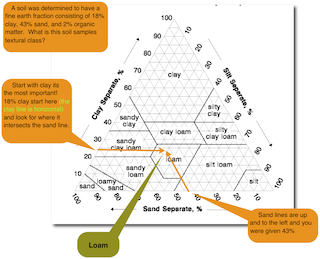 A soil was determined to have a
fine earth fraction consisting of 18%
clay, 43% sand, and 2% organic
matter. What is this soil samples
textural class?
Start with clay its
the most important!
18% clay start here (the
clay line is horizontal)
and look for where it
intersects the sand line.
Sand lines are up
and to the left and you
were given 43%
Loam
Clay Separate, %
Silt Separate, %
Sand Separate, %
100
90
80
70
60
50
40
30
20
10
10
20
30
40
50
60
70
80
90
100
100
90
80
70
60
50
40
30
20
10
clay
silty
clay
sandy
clay
clay loam
silty clay
loam
sandy
clay loam
loam
silt loam
sandy loam
loamy
sand
sand
silt